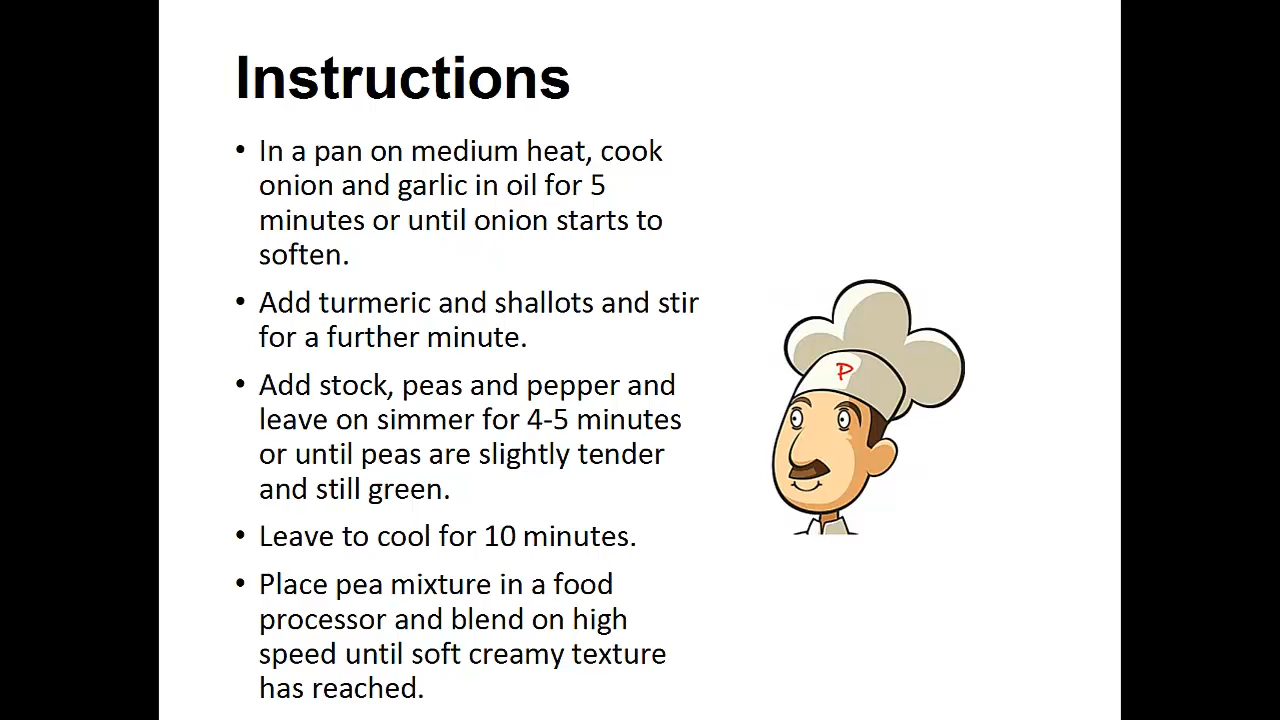 Instructions
• In a pan on medium heat, cook
onion and garlic in oil for 5
minutes or until onion starts to
soften.
• Add turmeric and shallots and stir
for a further minute.
• Add stock, peas and pepper and
leave on simmer for 4-5 minutes
or until peas are slightly tender
and still green.
• Leave to cool for 10 minutes.
• Place pea mixture in a food
processor and blend on high
speed until soft creamy texture
has reached.
P